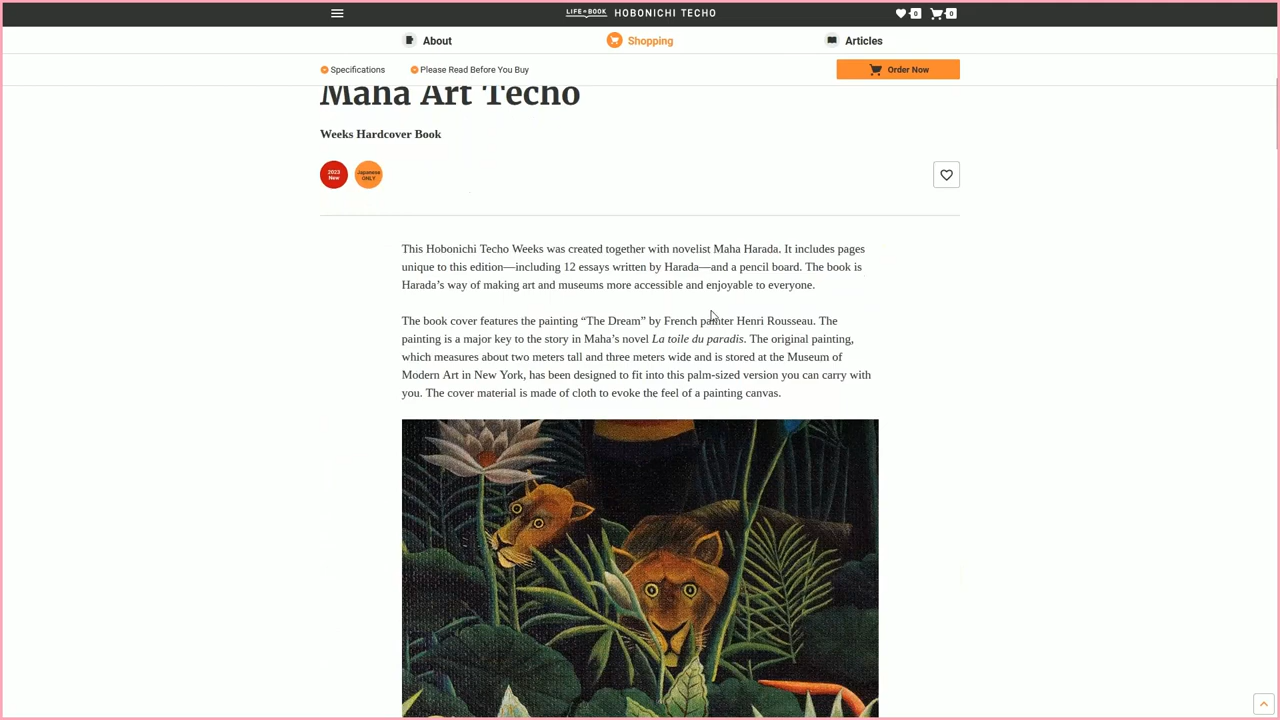 LIFE BOOK HOBONICHI TECHO
0
0
About
Shopping
Articles
Specifications
Please Read Before You Buy
Order Now
Maha Art Techo
Weeks Hardcover Book
2023
New
Japanese
ONLY
This Hobonichi Techo Weeks was created together with novelist Maha Harada. It includes pages
unique to this edition—including 12 essays written by Harada—and a pencil board. The book is
Harada’s way of making art and museums more accessible and enjoyable to everyone.
The book cover features the painting “The Dream” by French painter Henri Rousseau. The
painting is a major key to the story in Maha’s novel La toile du paradis. The original painting,
which measures about two meters tall and three meters wide and is stored at the Museum of
Modern Art in New York, has been designed to fit into this palm-sized version you can carry with
you. The cover material is made of cloth to evoke the feel of a painting canvas.